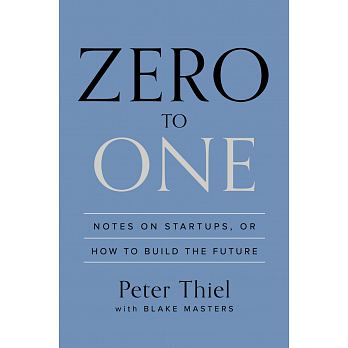 ZERO
TO
ONE
NOTES ON STARTUPS, OR
HOW TO BUILD THE FUTURE
Peter Thiel
with BLAKE MASTERS